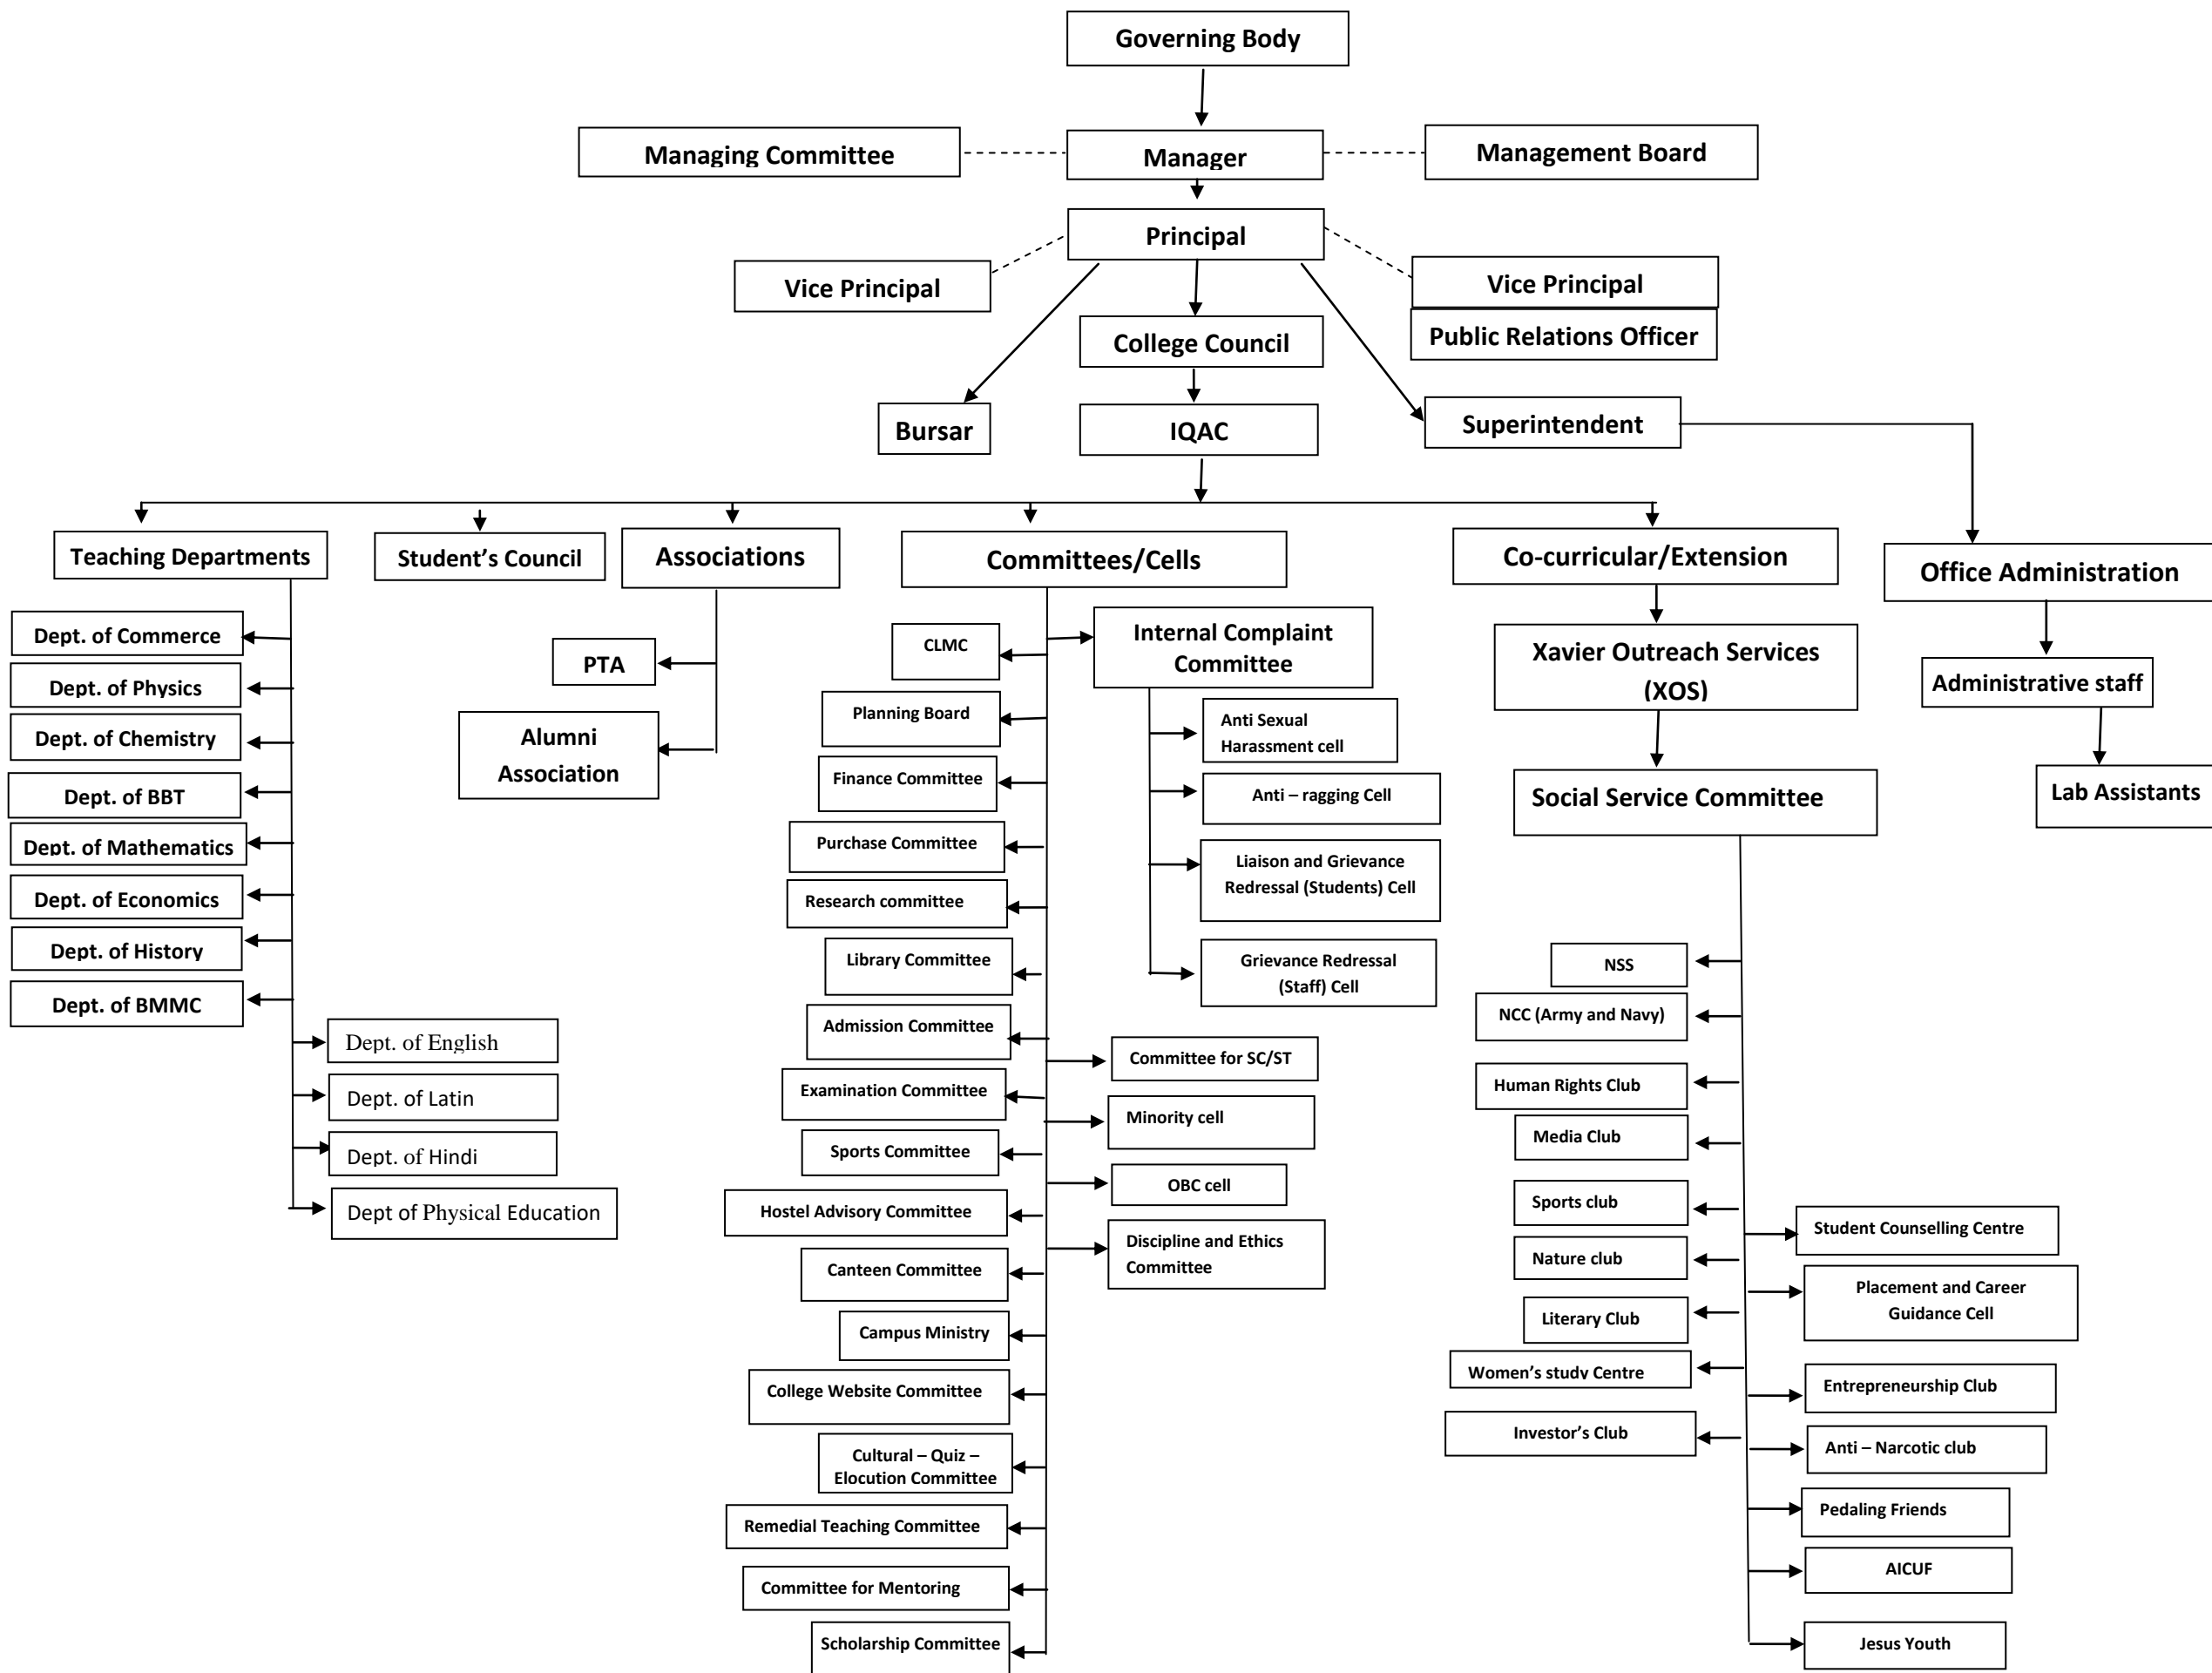 Governing Body
Managing Committee
Manager
Management Board
Principal
Vice Principal
Vice Principal
Public Relations Officer
College Council
Bursar
IQAC
Superintendent
Teaching Departments
Student’s Council
Associations
Committees/Cells
Co-curricular/Extension
Office Administration
Dept. of Commerce
Dept. of Physics
Dept. of Chemistry
Dept. of BBT
Dept. of Mathematics
Dept. of Economics
Dept. of History
Dept. of BMMC
Dept. of English
Dept. of Latin
Dept. of Hindi
Dept of Physical Education
PTA
Alumni
Association
CLMC
Planning Board
Finance Committee
Purchase Committee
Research committee
Library Committee
Admission Committee
Examination Committee
Sports Committee
Hostel Advisory Committee
Canteen Committee
Campus Ministry
College Website Committee
Cultural – Quiz –
Elocution Committee
Remedial Teaching Committee
Committee for Mentoring
Scholarship Committee
Internal Complaint
Committee
Anti Sexual
Harassment cell
Anti – ragging Cell
Liaison and Grievance
Redressal (Students) Cell
Grievance Redressal
(Staff) Cell
Committee for SC/ST
Minority cell
OBC cell
Discipline and Ethics
Committee
Xavier Outreach Services
(XOS)
Social Service Committee
NSS
NCC (Army and Navy)
Human Rights Club
Media Club
Sports club
Nature club
Literary Club
Women’s study Centre
Investor’s Club
Student Counselling Centre
Placement and Career
Guidance Cell
Entrepreneurship Club
Anti – Narcotic club
Pedaling Friends
AICUF
Jesus Youth
Administrative staff
Lab Assistants